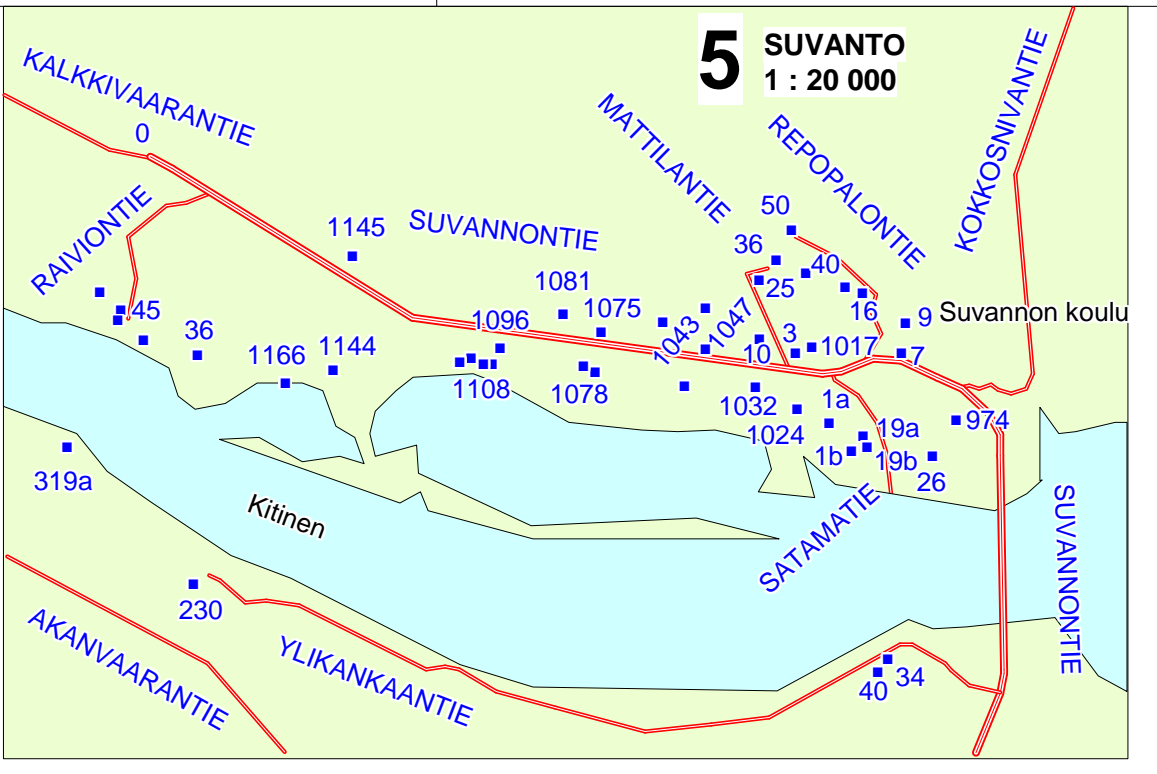 5 SUVANTO
1 : 20 000
KALKKIVAARANTIE
0
MATTILANTIE
REPOPALONTIE
KOKKOSNIVANTIE
RAIVIONTIE
1145
SUVANNONTIE
50
36
40
25
16
1081
1075
1043
1047
9
Suvannon koulu
45
36
1096
10
3
1017
7
1166
1144
1108
1078
1032
1a
1024
974
19a
1b
19b
26
319a
Kitinen
SATAMATIE
SUVANNONTIE
230
AKANVAARANTIE
YLIKANKAANTIE
34
40